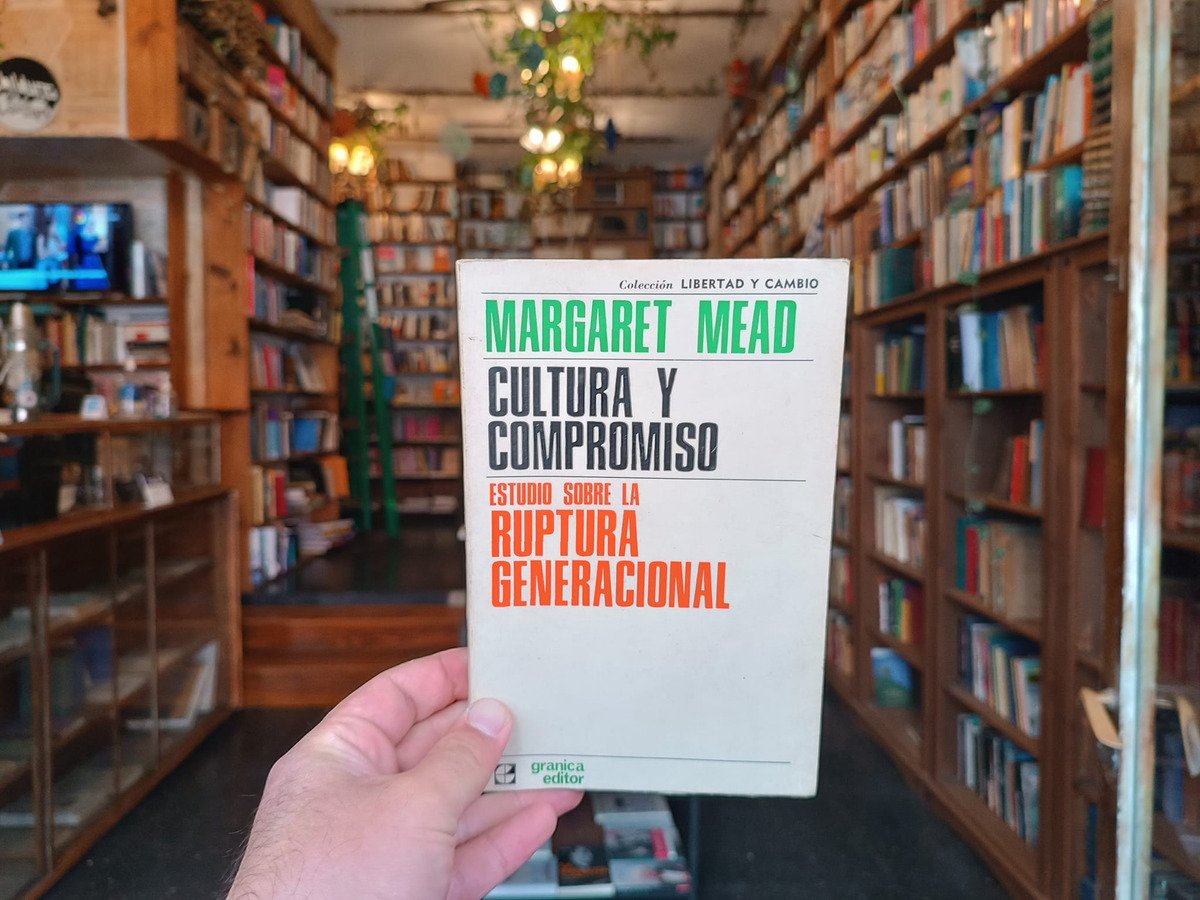 Colección LIBERTAD Y CAMBIO
MARGARET MEAD
CULTURA Y
COMPROMISO
ESTUDIO SOBRE LA
RUPTURA
GENERACIONAL
granica
editor